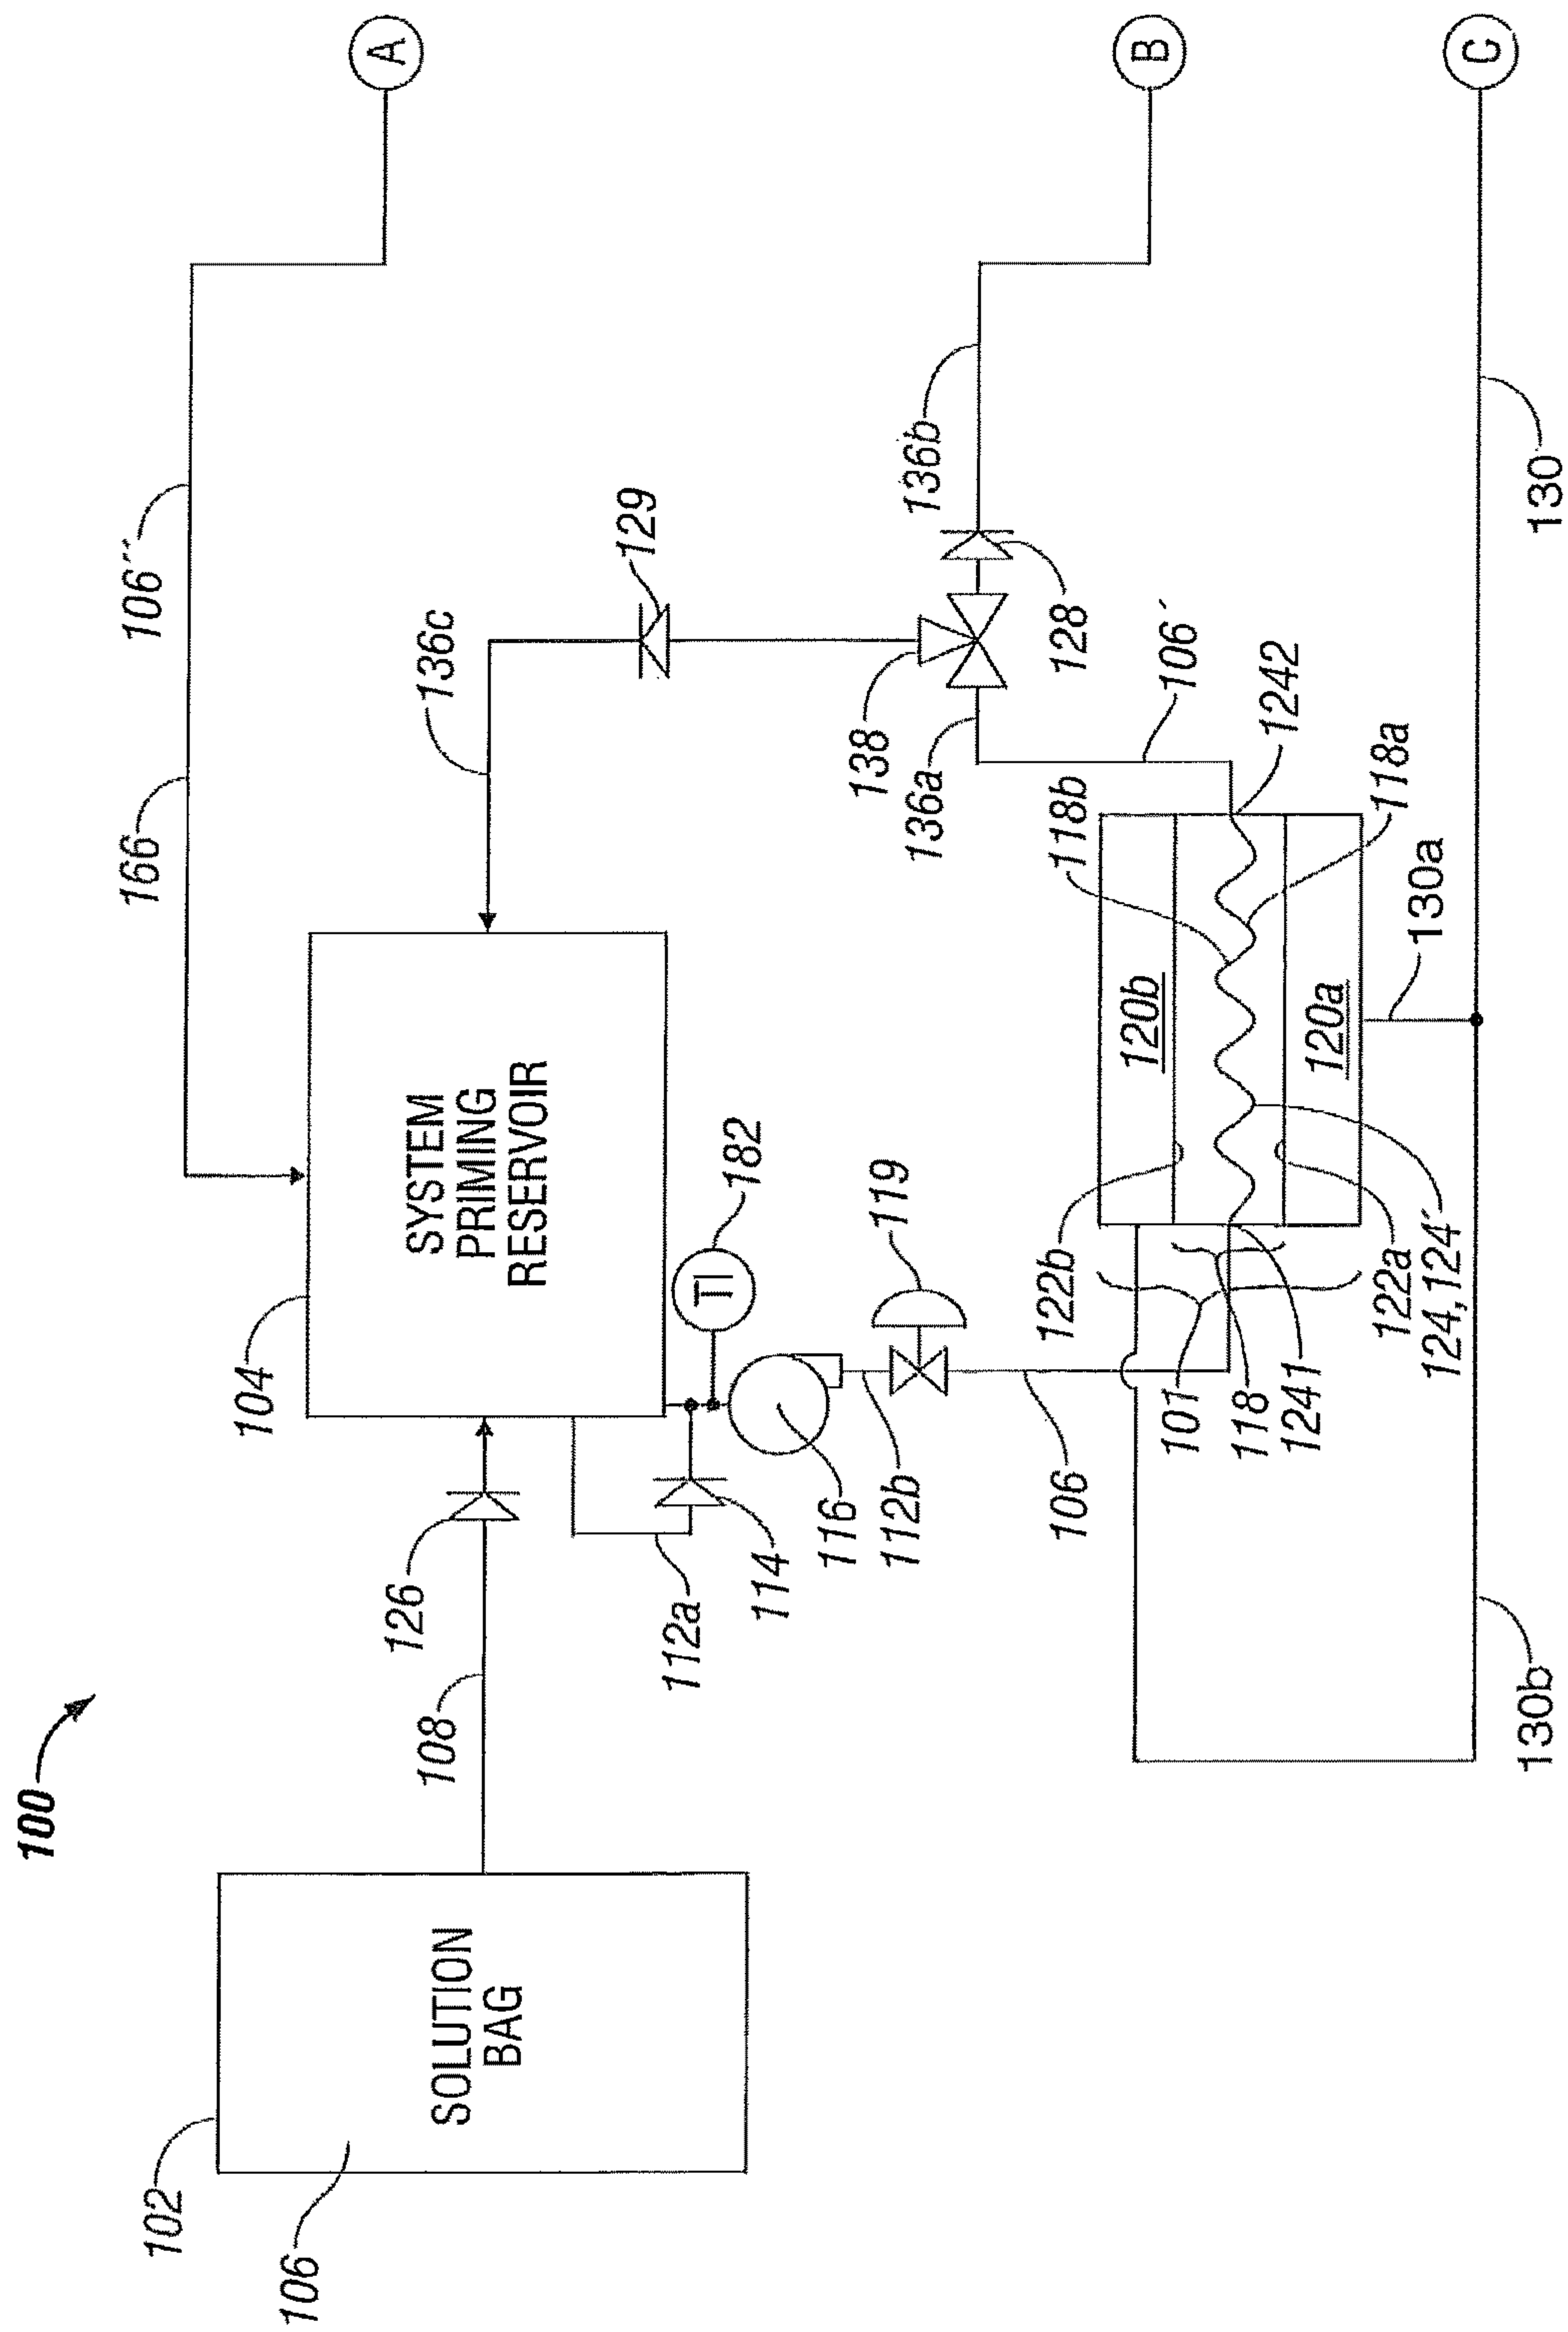 100
A
B
C
106´´
166
136c
129
136b
128
138
136a
106´
1242
118b
118a
130
130a
104
SYSTEM
PRIMING
RESERVOIR
TI
182
119
120b
120a
122b
122a
124,124´
101
118
1241
126
108
112a
114
116
112b
106
130b
102
SOLUTION
BAG
106